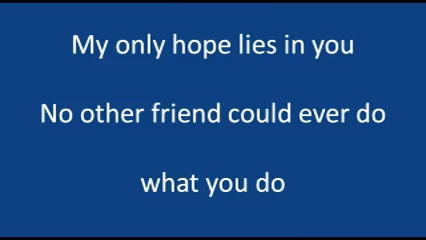 My only hope lies in you
No other friend could ever do
what you do